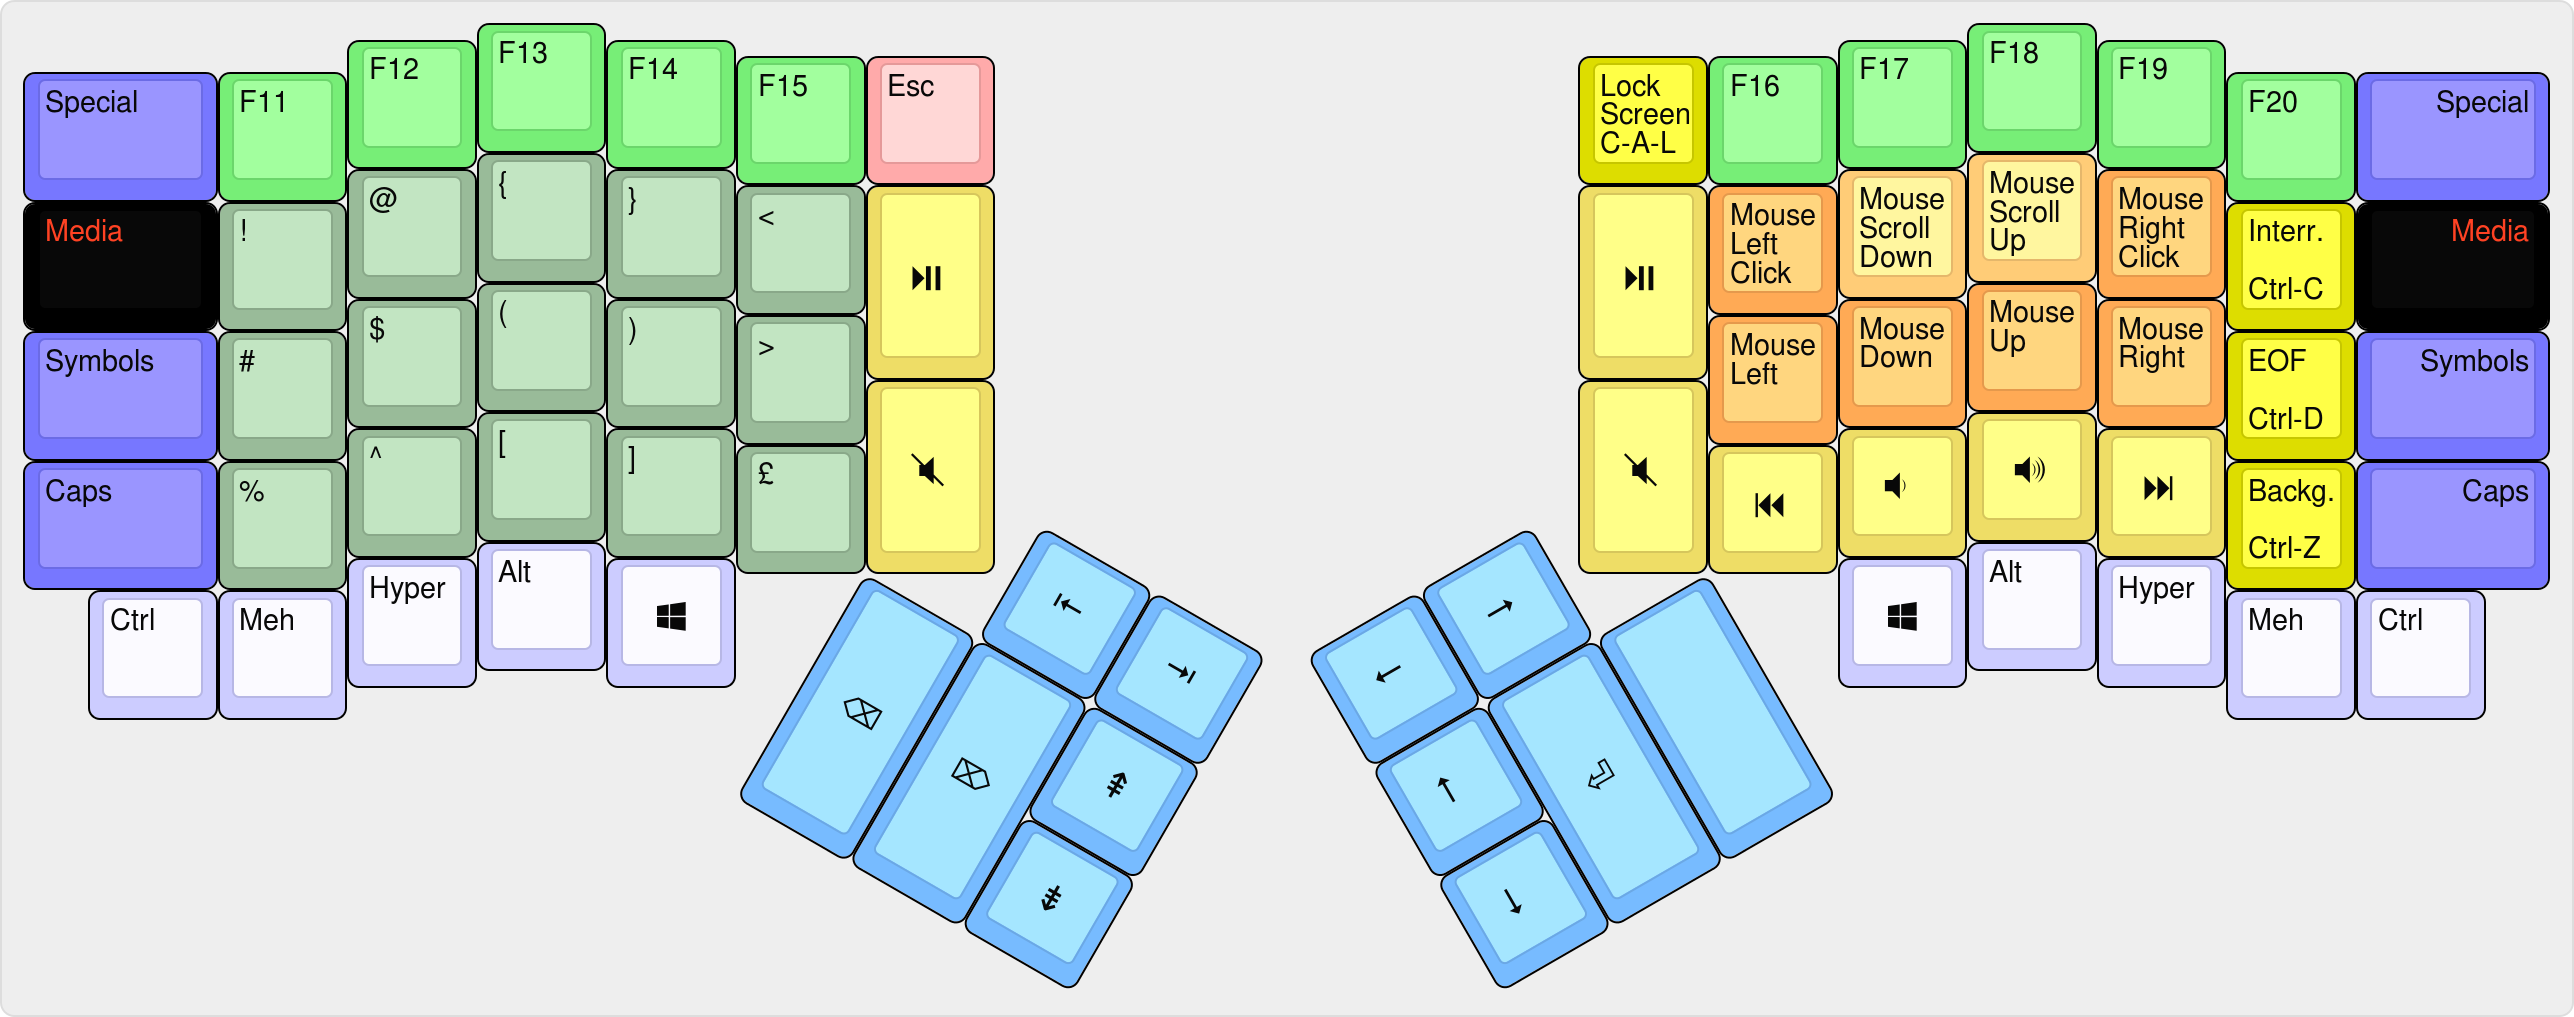 Special
F11
F12
F13
F14
F15
Esc
Media
!
@
{
}
<
⏯
Symbols
#
$
(
)
>
Caps
%
^
[
]
£
Ctrl
Meh
Hyper
Alt
⌫
⌦
⇤
⇥
⇞
⇟
Lock
Screen
C-A-L
F16
F17
F18
F19
F20
Special
⏯
Mouse
Left
Click
Mouse
Scroll
Down
Mouse
Scroll
Up
Mouse
Right
Click
Interr.
Ctrl-C
Media
Mouse
Left
Mouse
Down
Mouse
Up
Mouse
Right
EOF
Ctrl-D
Symbols
⏮
⏭
Backg.
Ctrl-Z
Caps
Alt
Hyper
Meh
Ctrl
←
→
↑
↓